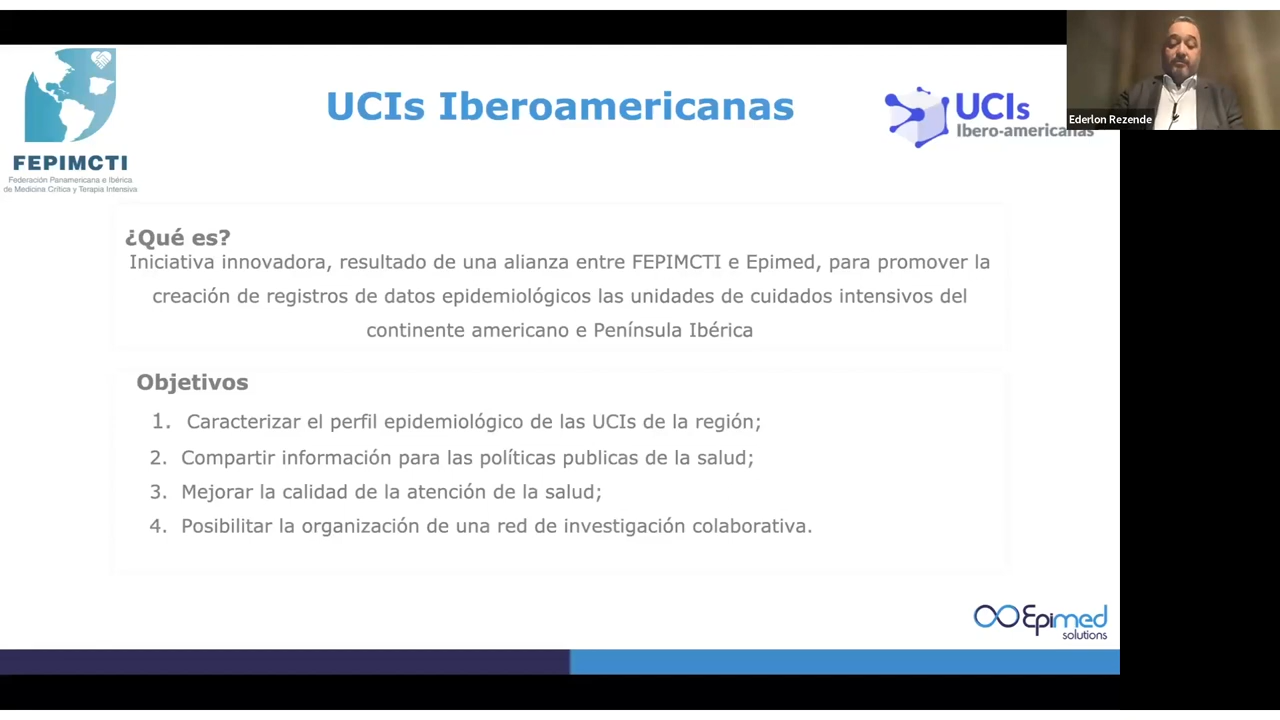 UCIs Iberoamericanas
FEPIMCTI
Federación Panamericana e Ibérica
de Medicina Crítica y Terapia Intensiva
UCIs
Ibero-americanas
Ederlon Rezende
¿Qué es?
Iniciativa innovadora, resultado de una alianza entre FEPIMCTI e Epimed, para promover la
creación de registros de datos epidemiológicos las unidades de cuidados intensivos del
continente americano e Península Ibérica
Objetivos
1. Caracterizar el perfil epidemiológico de las UCIs de la región;
2. Compartir información para las políticas publicas de la salud;
3. Mejorar la calidad de la atención de la salud;
4. Posibilitar la organización de una red de investigación colaborativa.
Epimed
solutions